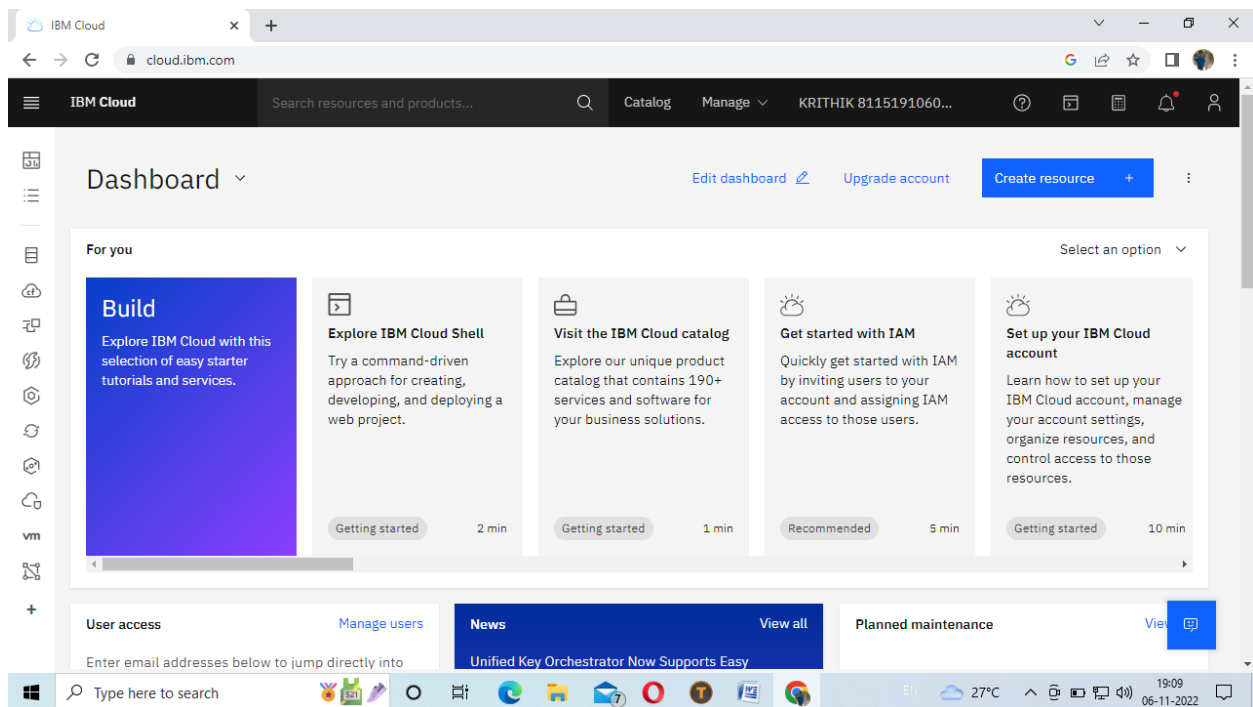 IBM Cloud
cloud.ibm.com
IBM Cloud Search resources and products... Catalog Manage KRITHIK 8115191060...
Dashboard Edit dashboard Upgrade account Create resource +
For you Select an option
Build
Explore IBM Cloud with this
selection of easy starter
tutorials and services.
Explore IBM Cloud Shell
Try a command-driven
approach for creating,
developing, and deploying a
web project.
Getting started 2 min
Visit the IBM Cloud catalog
Explore our unique product
catalog that contains 190+
services and software for
your business solutions.
Getting started 1 min
Get started with IAM
Quickly get started with IAM
by inviting users to your
account and assigning IAM
access to those users.
Recommended 5 min
Set up your IBM Cloud
account
Learn how to set up your
IBM Cloud account, manage
your account settings,
organize resources, and
control access to those
resources.
Getting started 10 min
vm
User access Manage users
Enter email addresses below to jump directly into
News View all
Unified Key Orchestrator Now Supports Easy
Planned maintenance
Type here to search EN 27°C 19:09
06-11-2022